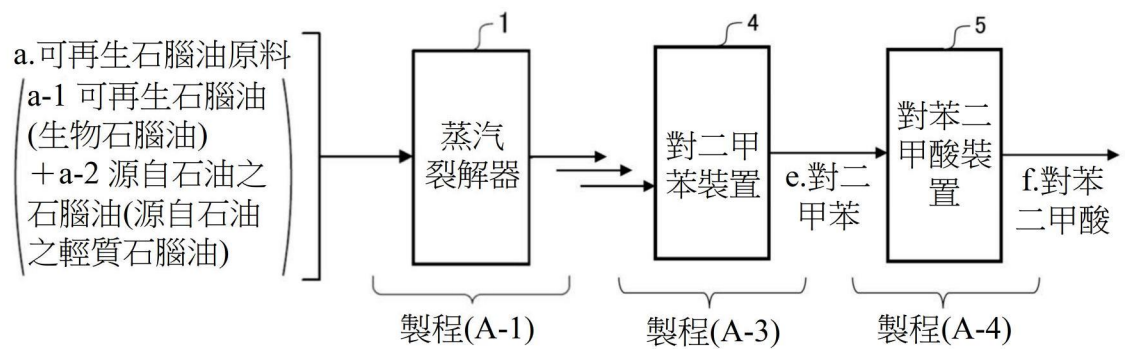 a.可再生石腦油原料
a-1 可再生石腦油
(生物石腦油)
＋a-2 源自石油之
石腦油(源自石油
之輕質石腦油)
1
蒸汽
裂解器
製程(A-1)
4
對二甲
苯裝置
製程(A-3)
e.對二
甲苯
5
對苯二
甲酸裝
置
製程(A-4)
f.對苯
二甲酸